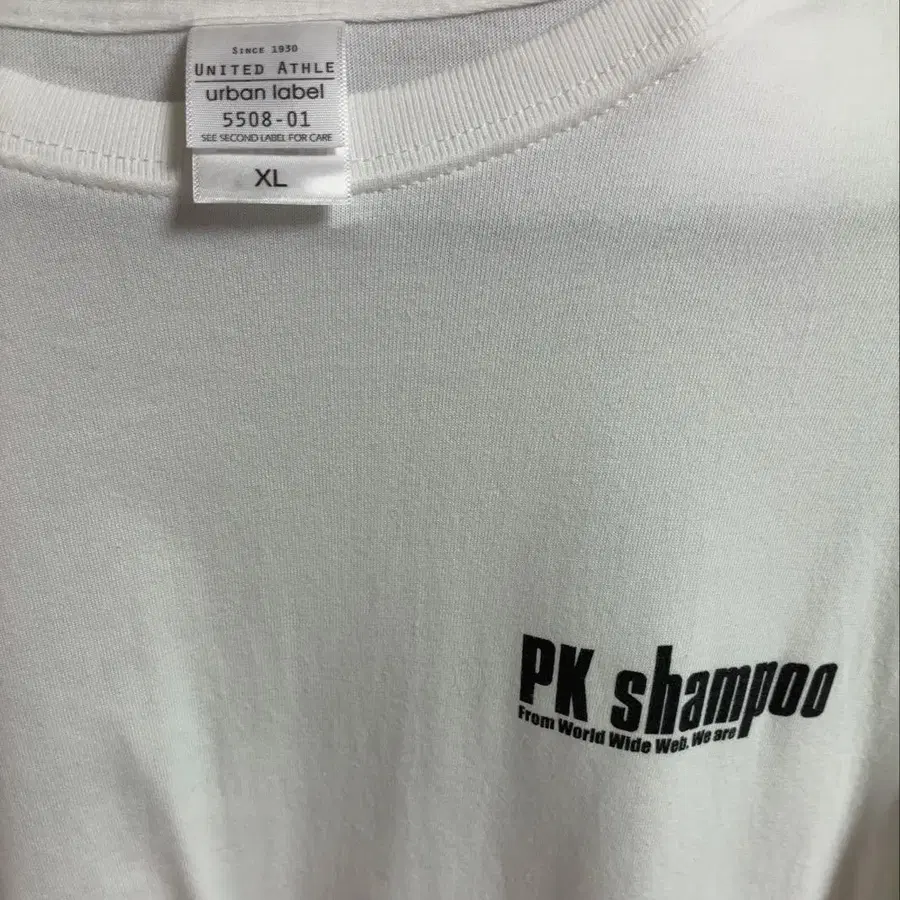 SINCE 1930
UNITED ATHLE
urban label
5508-01
SEE SECOND LABEL FOR CARE
XL
PK shampoo
From World Wide Web. We are